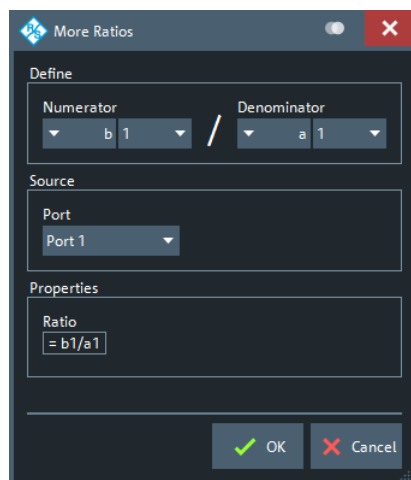 R&S More Ratios
Define
Numerator Denominator
b 1 / a 1
Source
Port
Port 1
Properties
Ratio
= b1/a1
OK Cancel